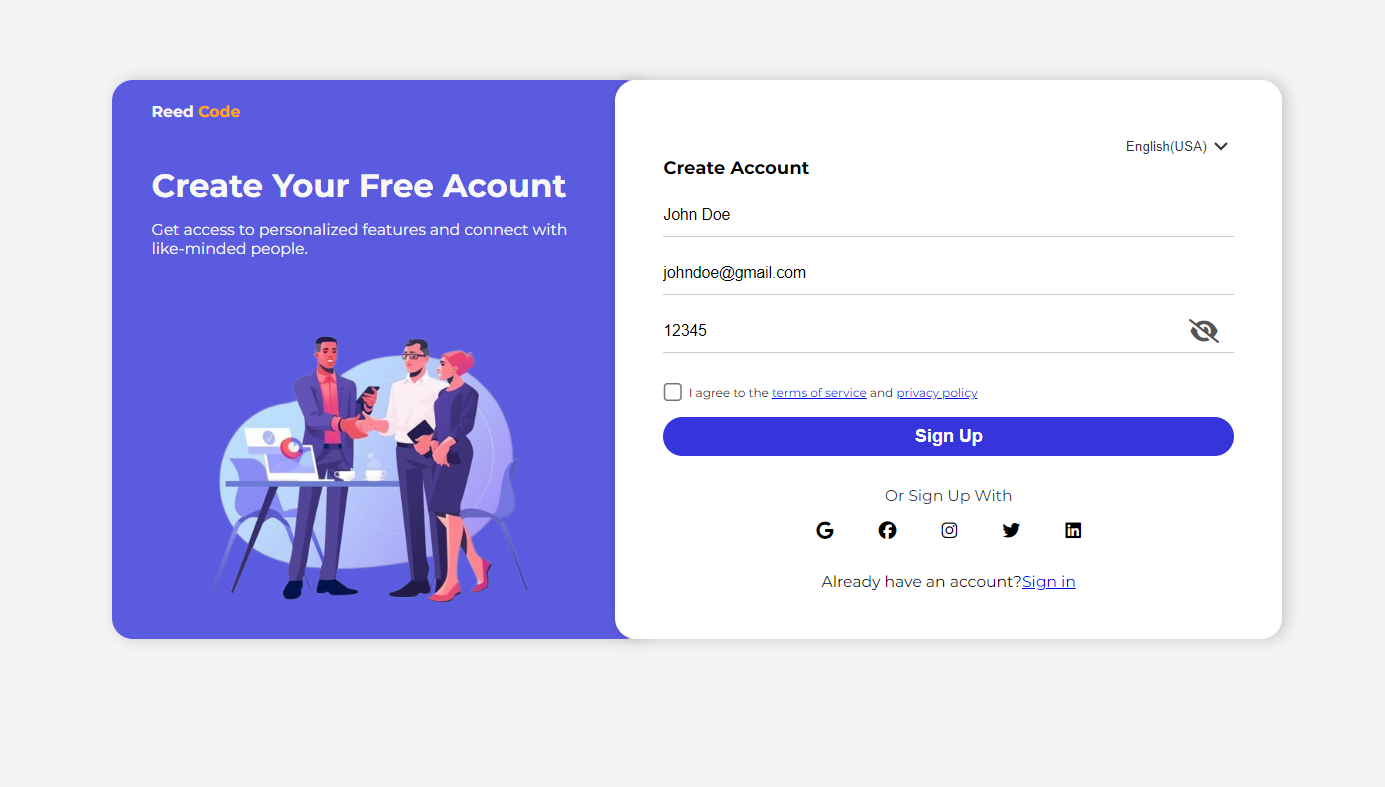 Reed Code
Create Your Free Acount
Get access to personalized features and connect with
like-minded people.
English(USA)
Create Account
John Doe
johndoe@gmail.com
12345
I agree to the terms of service and privacy policy
Sign Up
Or Sign Up With
Already have an account?Sign in